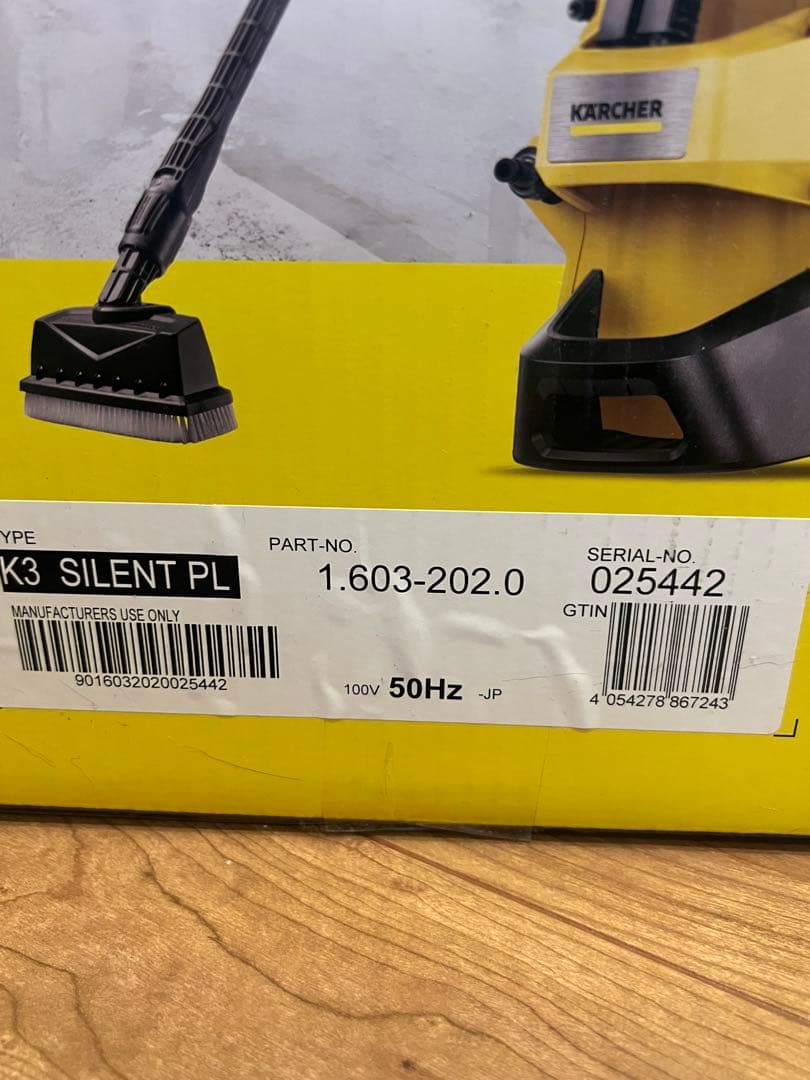 KÄRCHER
YPE
K3 SILENT PL
MANUFACTURERS USE ONLY
9016032020025442
PART-NO.
1.603-202.0
100V 50Hz -JP
SERIAL-NO.
025442
GTIN
4 054278 867243